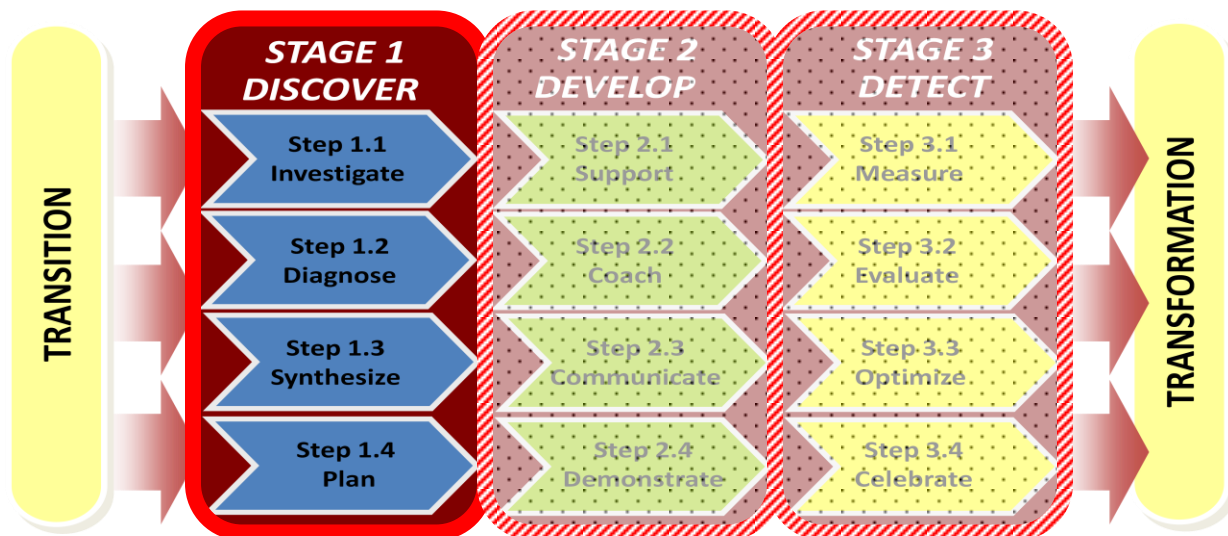 TRANSITION
STAGE 1
DISCOVER
Step 1.1
Investigate
Step 1.2
Diagnose
Step 1.3
Synthesize
Step 1.4
Plan
STAGE 2
DEVELOP
Step 2.1
Support
Step 2.2
Coach
Step 2.3
Communicate
Step 2.4
Demonstrate
STAGE 3
DETECT
Step 3.1
Measure
Step 3.2
Evaluate
Step 3.3
Optimize
Step 3.4
Celebrate
TRANSFORMATION